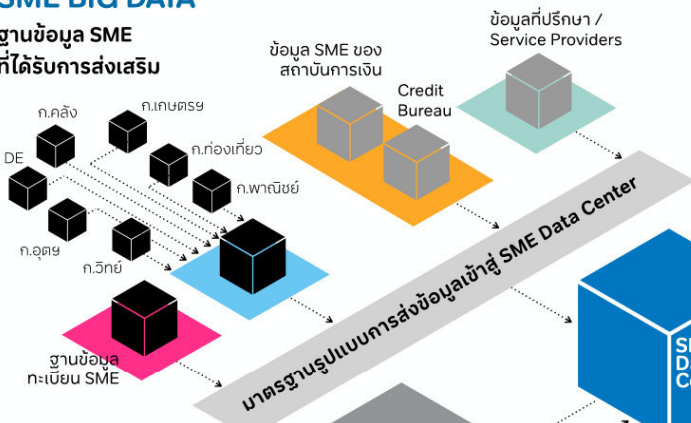 SME BIG DATA
ฐานข้อมูล SME
ที่ได้รับการส่งเสริม
ข้อมูล SME ของ
สถาบันการเงิน
Credit
Bureau
ข้อมูลที่ปรึกษา /
Service Providers
ก.คลัง
ก.เกษตรฯ
DE
ก.ท่องเที่ยว
ก.พาณิชย์
ก.อุตฯ
ก.วิทย์
ฐานข้อมูล
ทะเบียน SME
มาตรฐานรูปแบบการส่งข้อมูลเข้าสู่ SME Data Center